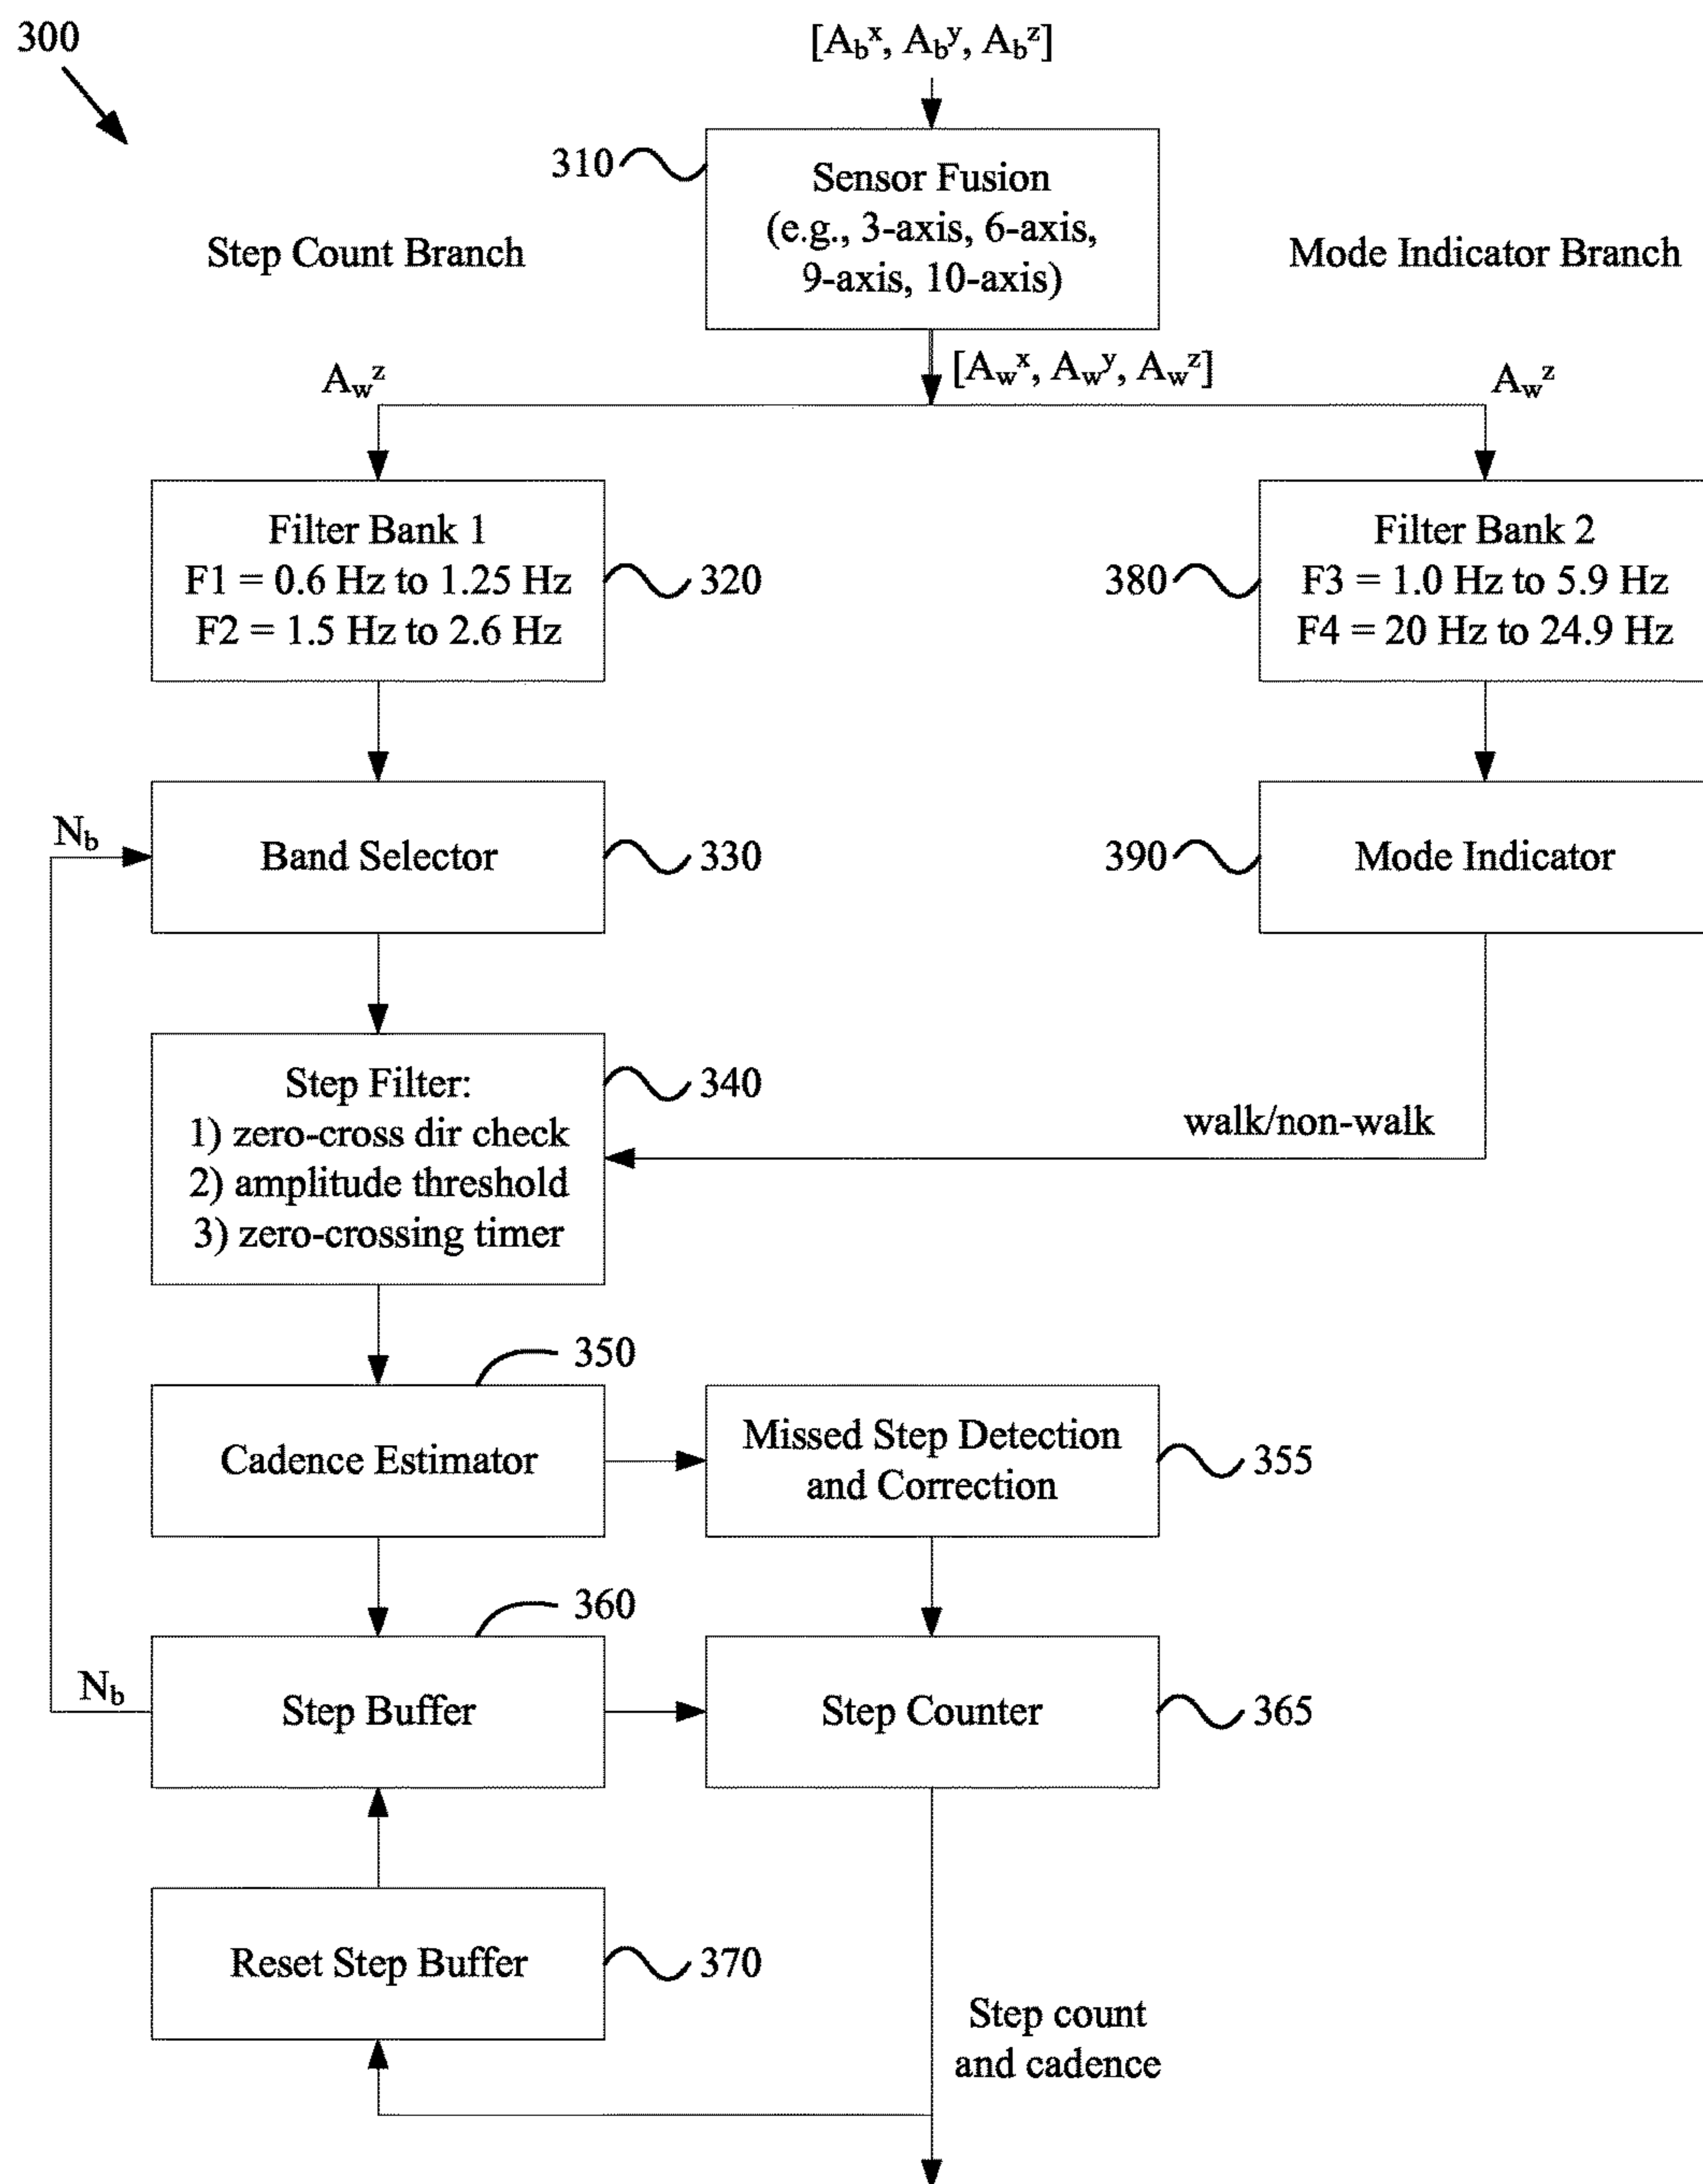 300
[A_b^x, A_b^y, A_b^z]
310
Sensor Fusion
(e.g., 3-axis, 6-axis,
9-axis, 10-axis)
Step Count Branch
Mode Indicator Branch
[A_w^x, A_w^y, A_w^z]
A_w^z
A_w^z
Filter Bank 1
F1 = 0.6 Hz to 1.25 Hz
F2 = 1.5 Hz to 2.6 Hz
320
380
Filter Bank 2
F3 = 1.0 Hz to 5.9 Hz
F4 = 20 Hz to 24.9 Hz
N_b
Band Selector
330
390
Mode Indicator
Step Filter:
1) zero-cross dir check
2) amplitude threshold
3) zero-crossing timer
340
walk/non-walk
350
Cadence Estimator
Missed Step Detection
and Correction
355
360
N_b
Step Buffer
Step Counter
365
Reset Step Buffer
370
Step count
and cadence